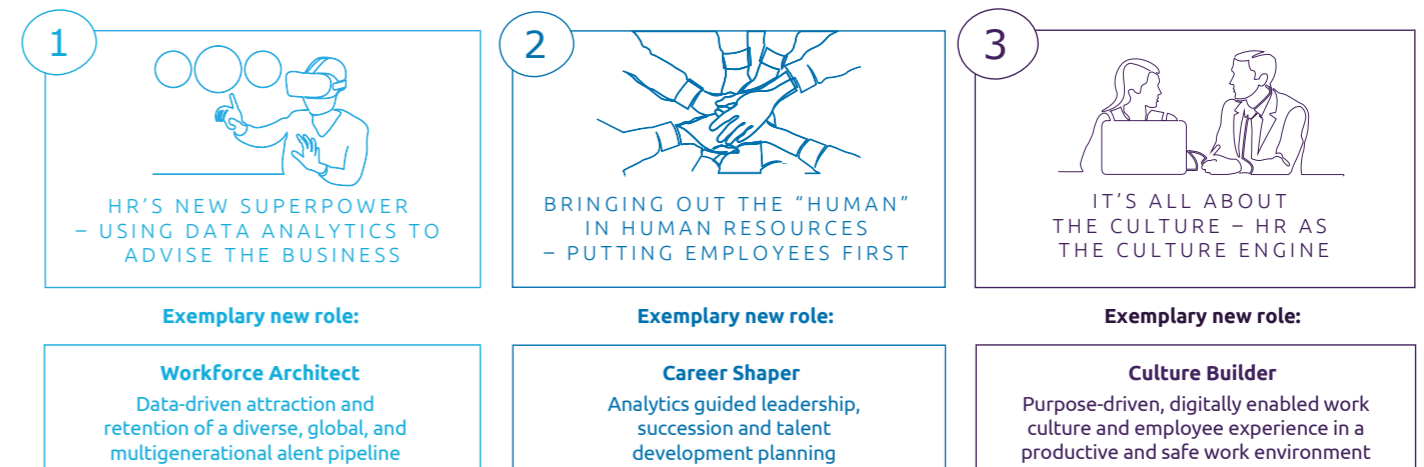 1
HR'S NEW SUPERPOWER
– USING DATA ANALYTICS TO
ADVISE THE BUSINESS
Exemplary new role:
Workforce Architect
Data-driven attraction and
retention of a diverse, global, and
multigenerational alent pipeline
2
BRINGING OUT THE "HUMAN"
IN HUMAN RESOURCES
– PUTTING EMPLOYEES FIRST
Exemplary new role:
Career Shaper
Analytics guided leadership,
succession and talent
development planning
3
IT'S ALL ABOUT
THE CULTURE – HR AS
THE CULTURE ENGINE
Exemplary new role:
Culture Builder
Purpose-driven, digitally enabled work
culture and employee experience in a
productive and safe work environment